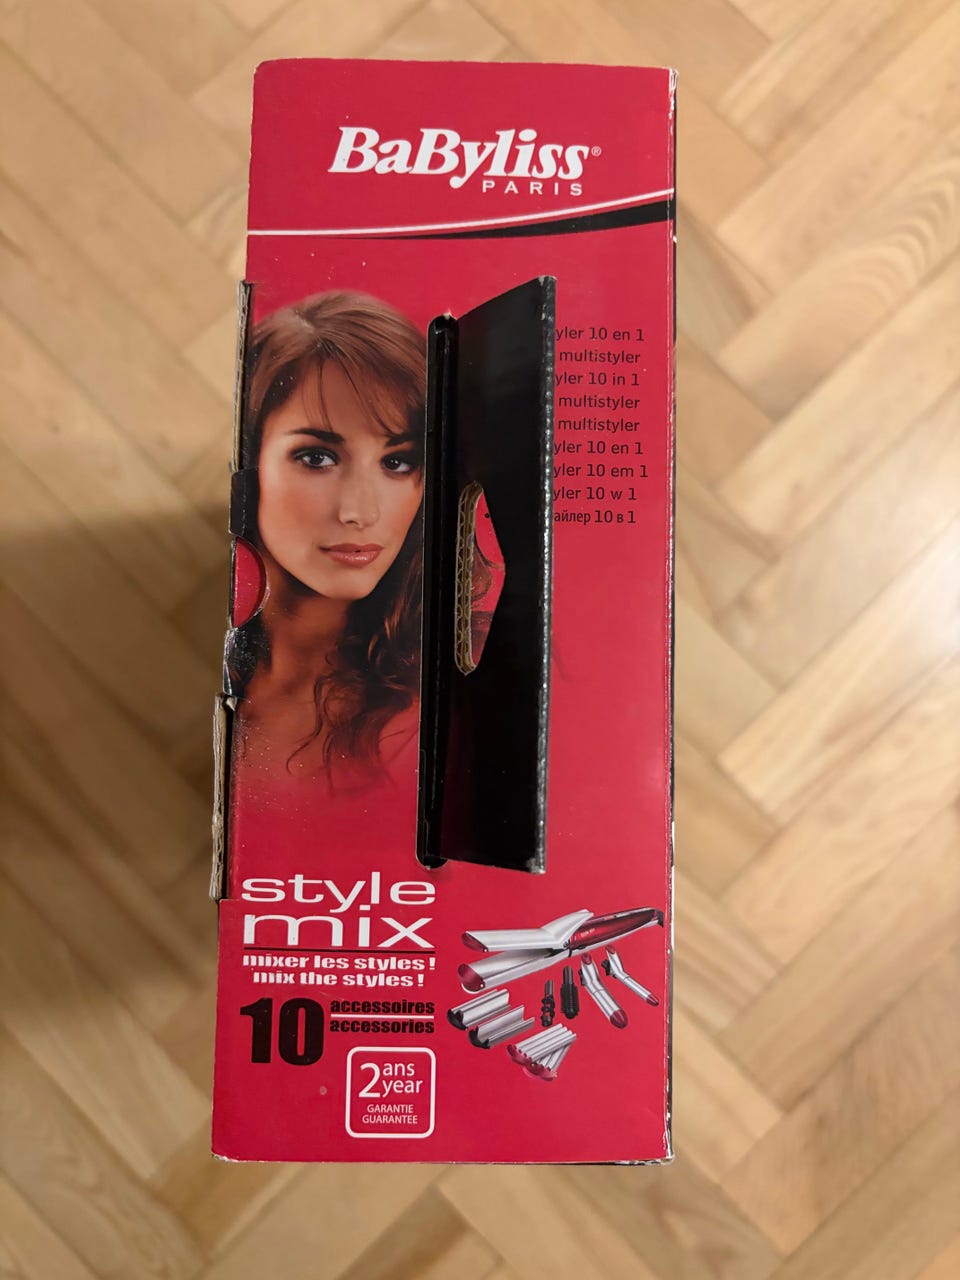 BaByliss®
PARIS
yler 10 en 1
multistyler
yler 10 in 1
multistyler
multistyler
yler 10 en 1
yler 10 em 1
yler 10 w 1
айлер 10 в 1
style
mix
mixer les styles!
mix the styles!
10 accessoires
accessories
2 ans
year
GARANTIE
GUARANTEE